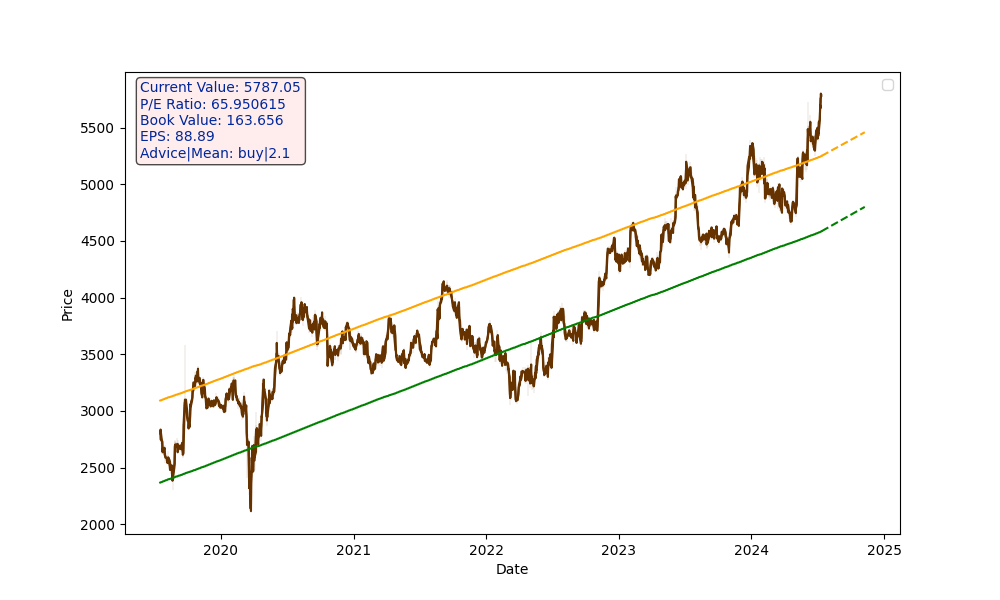 Current Value: 5787.05
P/E Ratio: 65.950615
Book Value: 163.656
EPS: 88.89
Advice|Mean: buy|2.1
Price
5500
5000
4500
4000
3500
3000
2500
2000
2020 2021 2022 2023 2024 2025
Date